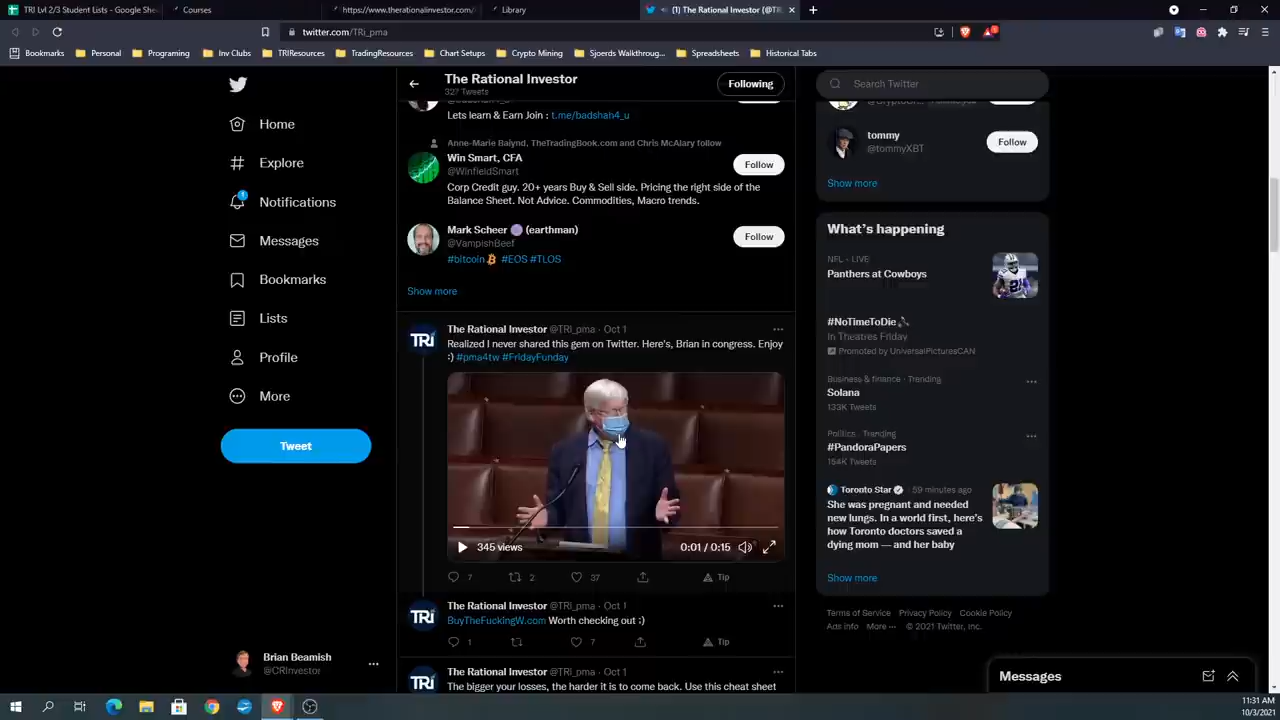 TRI Lvl 2/3 Student Lists - Google She
Courses
https://www.therationalinvestor.co
Library
(1) The Rational Investor (@TR
twitter.com/TRi_pma
Bookmarks
Personal
Programing
Inv Clubs
TRIResources
TradingResources
Chart Setups
Crypto Mining
Sjoerds Walkthroug...
Spreadsheets
Historical Tabs
Home
Explore
1
Notifications
Messages
Bookmarks
Lists
Profile
More
Tweet
Brian Beamish
@CRInvestor
The Rational Investor
327 Tweets
Following
Lets learn & Earn Join : t.me/badshah4_u
Anne-Marie Baiynd, TheTradingBook.com and Chris McAlary follow
Win Smart, CFA
@WinfieldSmart
Follow
Corp Credit guy. 20+ years Buy & Sell side. Pricing the right side of the
Balance Sheet. Not Advice. Commodities, Macro trends.
Mark Scheer (earthman)
@VampishBeef
Follow
#bitcoin #EOS #TLOS
Show more
TRi
The Rational Investor @TRi_pma · Oct 1
Realized I never shared this gem on Twitter. Here's, Brian in congress. Enjoy
:) #pma4tw #FridayFunday
345 views
0:01 / 0:15
7
2
37
Tip
TRi
The Rational Investor @TRi_pma · Oct 1
BuyTheFuckingW.com Worth checking out ;)
1
7
Tip
TRi
The Rational Investor @TRi_pma · Oct 1
The bigger your losses, the harder it is to come back. Use this cheat sheet
Search Twitter
tommy
@tommyXBT
Follow
Show more
What's happening
NFL · LIVE
Panthers at Cowboys
#NoTimeToDie
In Theatres Friday
Promoted by UniversalPicturesCAN
Business & finance · Trending
Solana
133K Tweets
Politics · Trending
#PandoraPapers
Toronto Star
59 minutes ago
She was pregnant and needed
new lungs. In a world first, here's
how Toronto doctors saved a
dying mom — and her baby
Show more
Terms of Service Privacy Policy Cookie Policy
Ads info More ··· © 2021 Twitter, Inc.
Messages
11:31 AM
10/3/2021